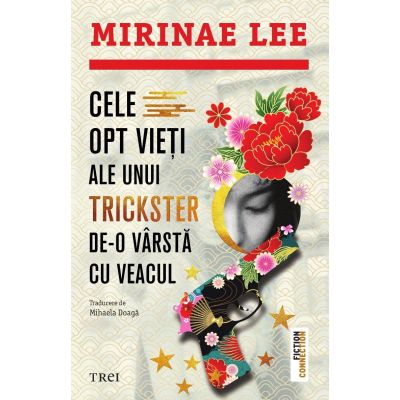 MIRINAE LEE
CELE
OPT VIEȚI
ALE UNUI
TRICKSTER
DE-O VÂRSTĂ
CU VEACUL
Traducere de
Mihaela Doagă
FICTION
CONNECTION
TREI